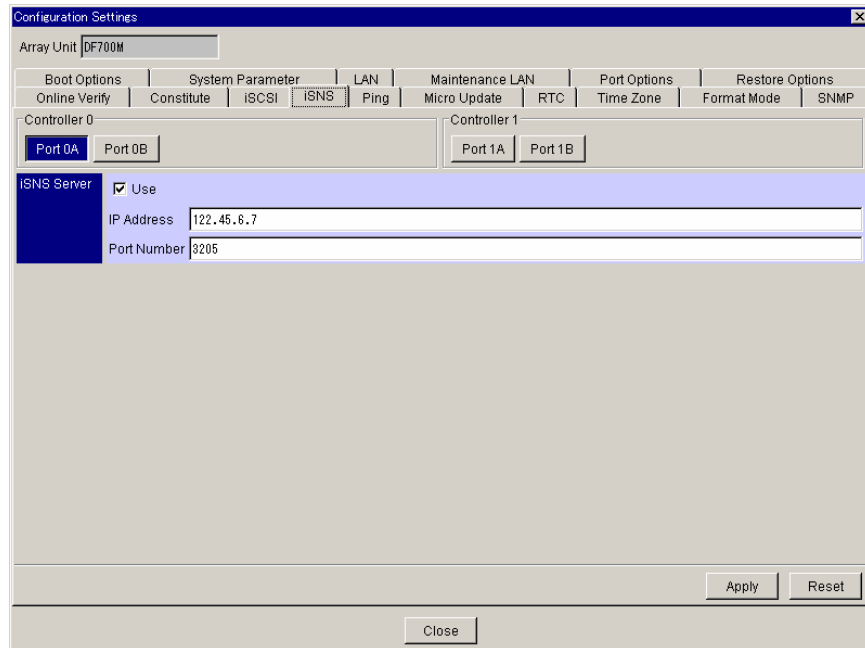 Configuration Settings
Array Unit DF700M
Boot Options System Parameter LAN Maintenance LAN Port Options Restore Options
Online Verify Constitute iSCSI iSNS Ping Micro Update RTC Time Zone Format Mode SNMP
Controller 0 Controller 1
Port 0A Port 0B Port 1A Port 1B
iSNS Server Use
IP Address 122.45.6.7
Port Number 3205
Apply Reset
Close